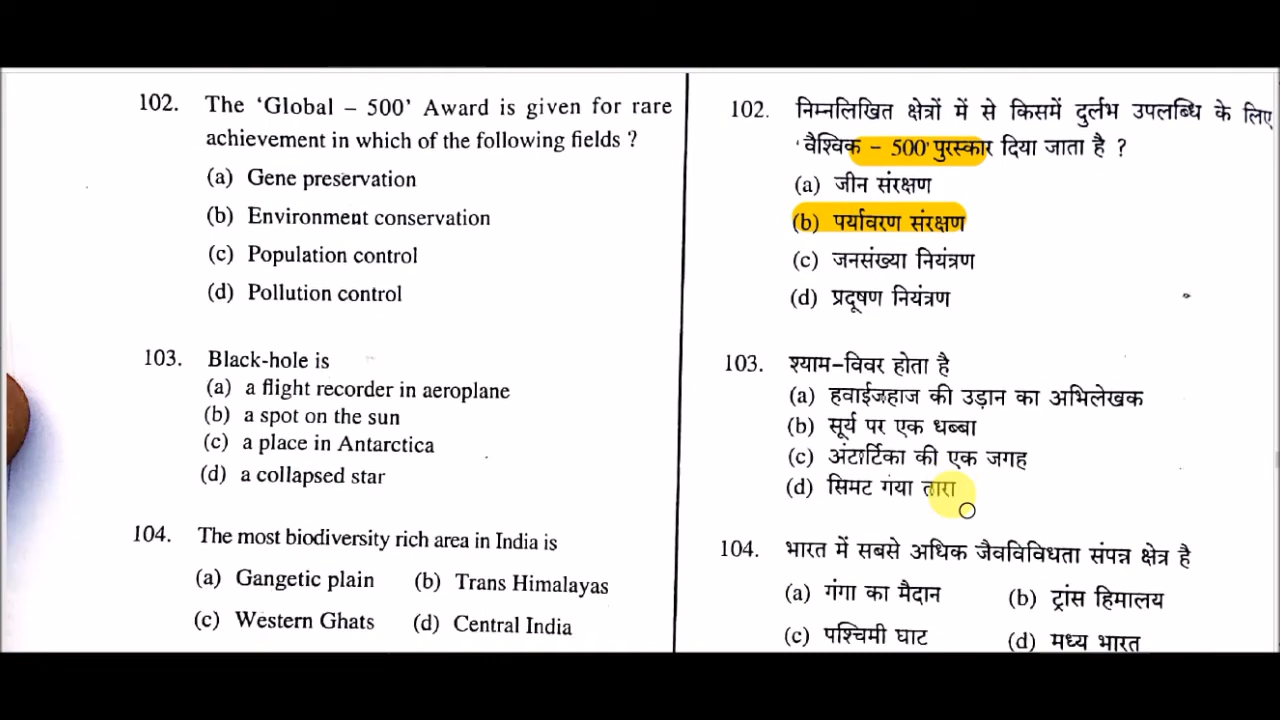 102. The ‘Global – 500’ Award is given for rare
achievement in which of the following fields ?
(a) Gene preservation
(b) Environment conservation
(c) Population control
(d) Pollution control
103. Black-hole is
(a) a flight recorder in aeroplane
(b) a spot on the sun
(c) a place in Antarctica
(d) a collapsed star
104. The most biodiversity rich area in India is
(a) Gangetic plain (b) Trans Himalayas
(c) Western Ghats (d) Central India
102. निम्नलिखित क्षेत्रों में से किसमें दुर्लभ उपलब्धि के लिए
‘वैश्विक – 500’ पुरस्कार दिया जाता है ?
(a) जीन संरक्षण
(b) पर्यावरण संरक्षण
(c) जनसंख्या नियंत्रण
(d) प्रदूषण नियंत्रण
103. श्याम-विवर होता है
(a) हवाईजहाज की उड़ान का अभिलेखक
(b) सूर्य पर एक धब्बा
(c) अंटार्टिका की एक जगह
(d) सिमट गया तारा
104. भारत में सबसे अधिक जैवविविधता संपन्न क्षेत्र है
(a) गंगा का मैदान (b) ट्रांस हिमालय
(c) पश्चिमी घाट (d) मध्य भारत